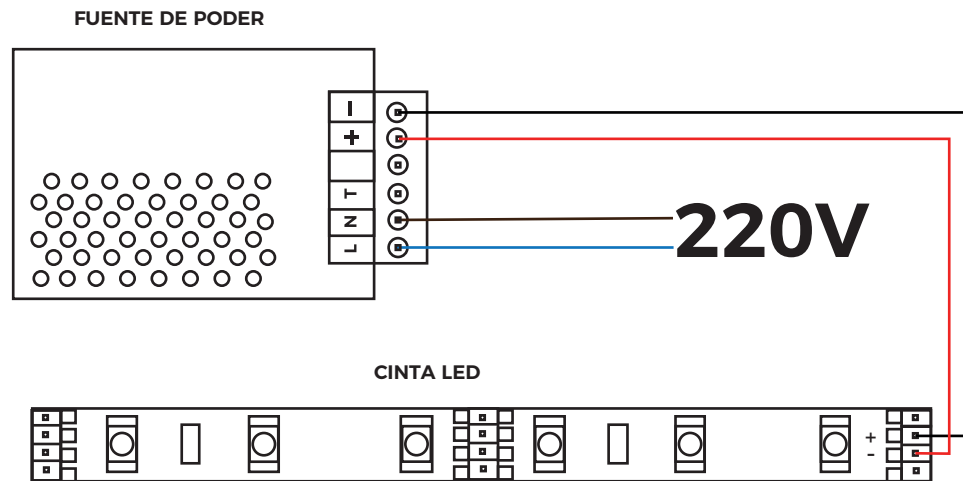 FUENTE DE PODER
-
+
T
N
L
220V
CINTA LED
+
-